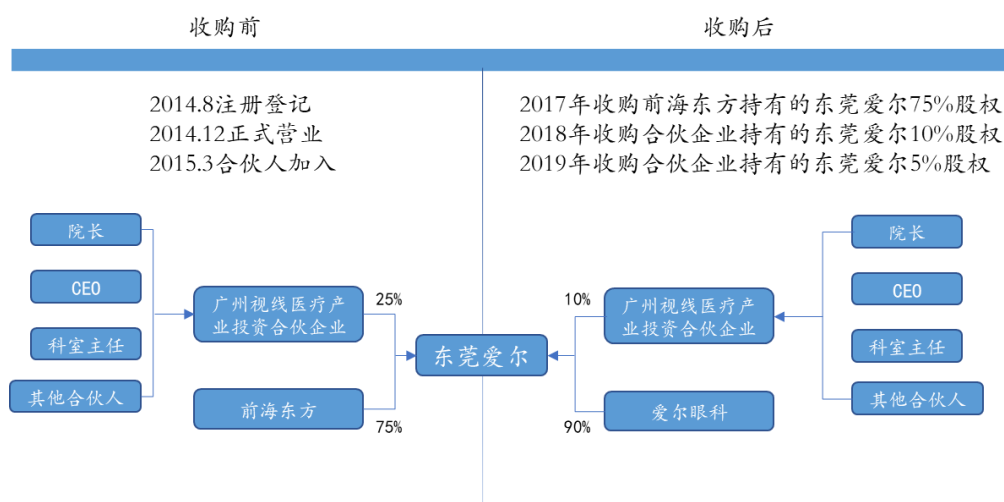 收购前
收购后
2014.8注册登记
2014.12正式营业
2015.3合伙人加入
2017年收购前海东方持有的东莞爱尔75%股权
2018年收购合伙企业持有的东莞爱尔10%股权
2019年收购合伙企业持有的东莞爱尔5%股权
院长
CEO
科室主任
其他合伙人
广州视线医疗产
业投资合伙企业
25%
前海东方
75%
东莞爱尔
10%
广州视线医疗产
业投资合伙企业
90%
爱尔眼科
院长
CEO
科室主任
其他合伙人